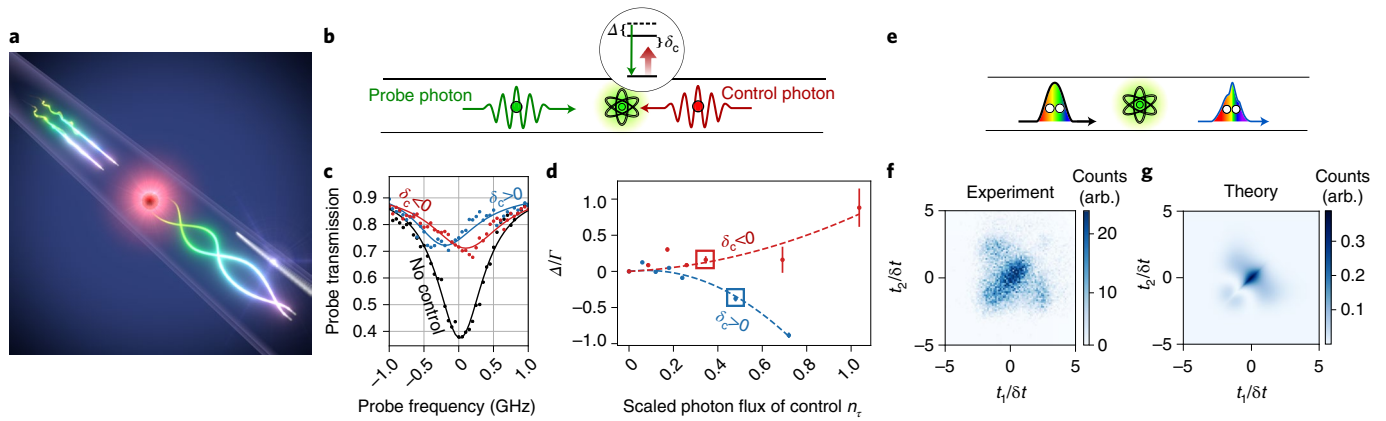 a
b
Δ{
}δc
Probe photon
Control photon
c
Probe transmission
0.9
0.8
0.7
0.6
0.5
0.4
δc<0
δc>0
No control
−1.0
−0.5
0
0.5
1.0
Probe frequency (GHz)
d
Δ/Γ
1.0
0.5
0
−0.5
−1.0
δc<0
δc>0
0
0.2
0.4
0.6
0.8
1.0
Scaled photon flux of control nτ
e
f
Experiment
Counts
(arb.)
t2/δt
5
0
−5
−5
0
5
t1/δt
20
10
0
g
Theory
Counts
(arb.)
t2/δt
5
0
−5
−5
0
5
t1/δt
0.3
0.2
0.1